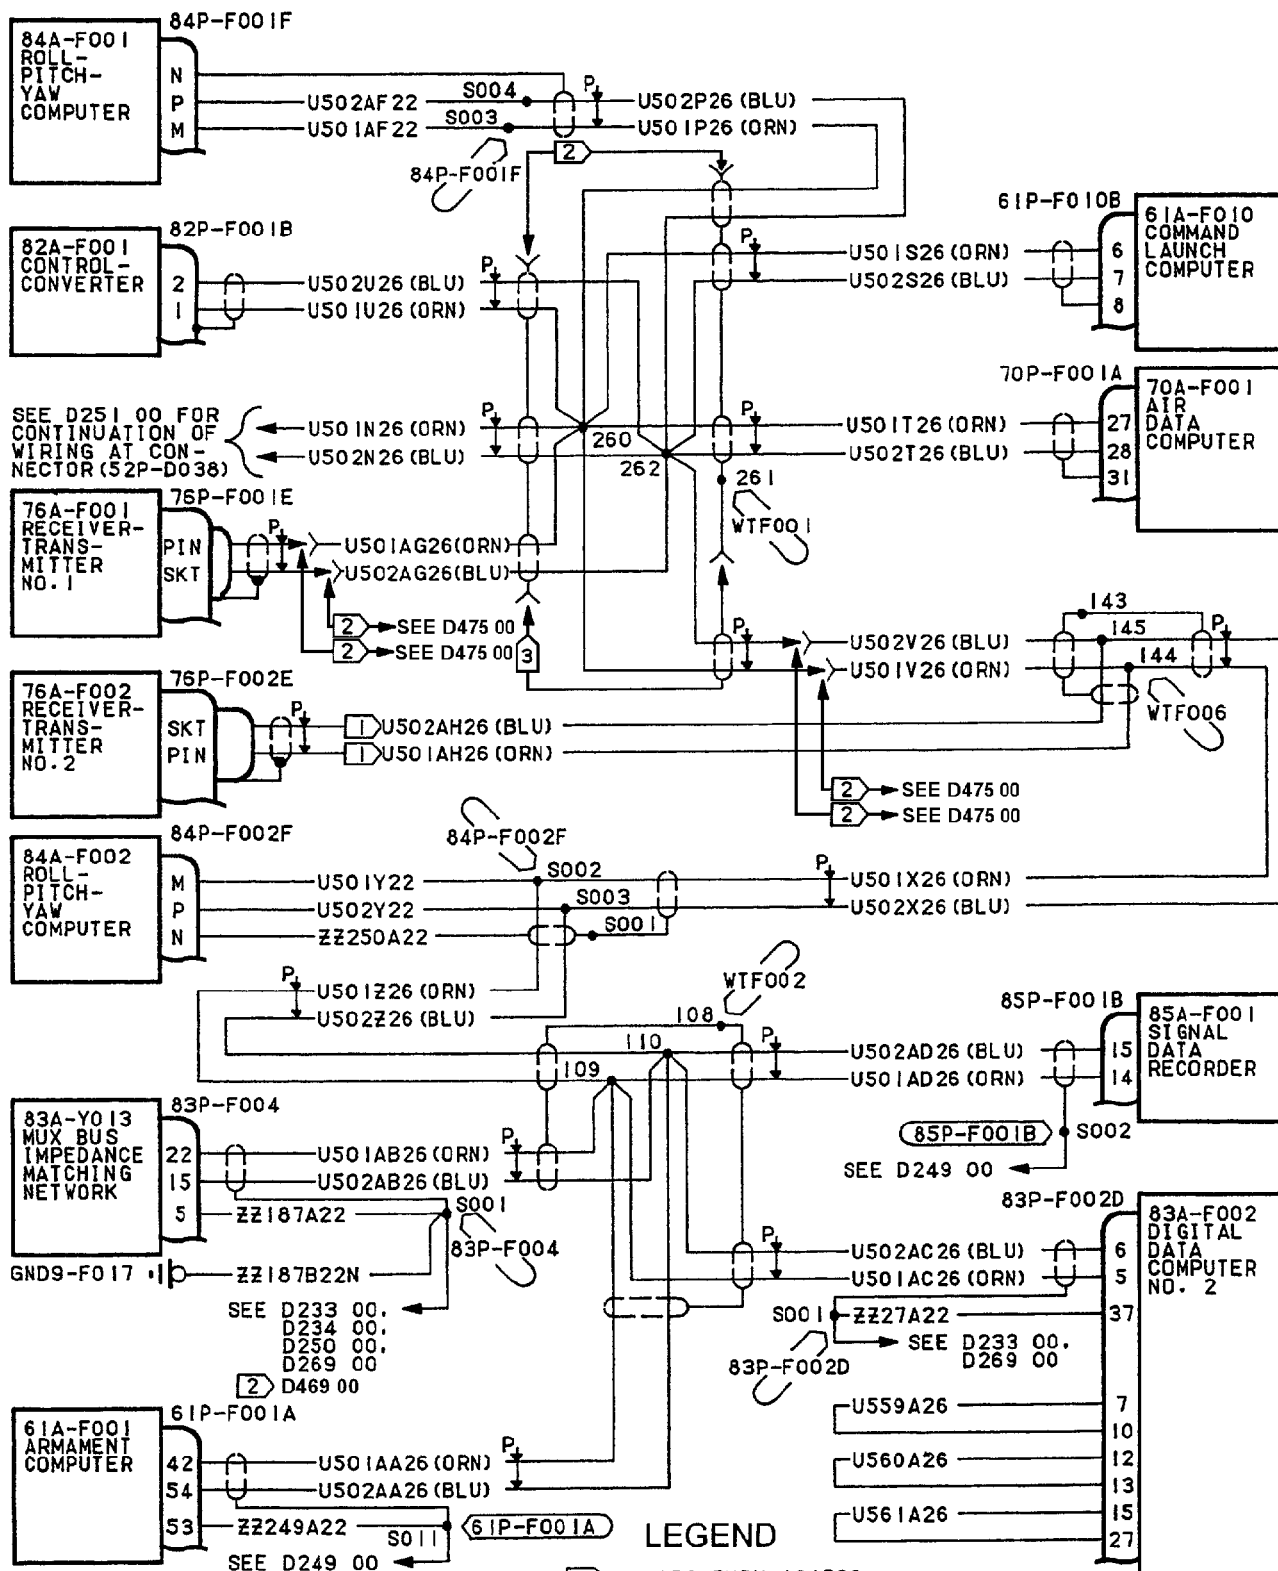 84P-F001F
84A-F001
ROLL-
PITCH-
YAW
COMPUTER
N
P
M
U502AF22
S004
P
U502P26(BLU)
U501AF22
S003
U501P26(ORN)
84P-F001F
2
82P-F001B
82A-F001
CONTROL-
CONVERTER
2
1
U502U26(BLU)
P
U501U26(ORN)
61P-F010B
61A-F010
COMMAND
LAUNCH
COMPUTER
6
7
8
P
U501S26(ORN)
U502S26(BLU)
SEE D251 00 FOR
CONTINUATION OF
WIRING AT CON-
NECTOR(52P-D038)
U501N26(ORN)
P
U502N26(BLU)
260
262
261
WTF001
70P-F001A
70A-F001
AIR
DATA
COMPUTER
27
28
31
P
U501T26(ORN)
U502T26(BLU)
76P-F001E
76A-F001
RECEIVER-
TRANS-
MITTER
NO.1
PIN
SKT
P
U501AG26(ORN)
U502AG26(BLU)
2 SEE D475 00
2 SEE D475 00
3
P
U502V26(BLU)
U501V26(ORN)
143
145
144
P
WTF006
76P-F002E
76A-F002
RECEIVER-
TRANS-
MITTER
NO.2
SKT
PIN
P
1 U502AH26(BLU)
1 U501AH26(ORN)
2 SEE D475 00
2 SEE D475 00
84P-F002F
84A-F002
ROLL-
PITCH-
YAW
COMPUTER
M
P
N
84P-F002F
U501Y22
S002
U502Y22
S003
ZZ250A22
S001
P
U501X26(ORN)
U502X26(BLU)
P
U501Z26(ORN)
U502Z26(BLU)
WTF002
108
110
109
P
U502AD26(BLU)
U501AD26(ORN)
85P-F001B
85A-F001
SIGNAL
DATA
RECORDER
15
14
85P-F001B
S002
SEE D249 00
83P-F004
83A-Y013
MUX BUS
IMPEDANCE
MATCHING
NETWORK
22
15
5
U501AB26(ORN)
P
U502AB26(BLU)
ZZ187A22
S001
83P-F004
GND9-F017
ZZ187B22N
SEE D233 00,
D234 00,
D250 00,
D269 00
2 D469 00
83P-F002D
83A-F002
DIGITAL
DATA
COMPUTER
NO. 2
6
5
37
7
10
12
13
15
27
P
U502AC26(BLU)
U501AC26(ORN)
S001
ZZ27A22
SEE D233 00,
D269 00
83P-F002D
U559A26
U560A26
U561A26
61P-F001A
61A-F001
ARMAMENT
COMPUTER
42
54
53
U501AA26(ORN)
P
U502AA26(BLU)
ZZ249A22
S011
61P-F001A
SEE D249 00
LEGEND